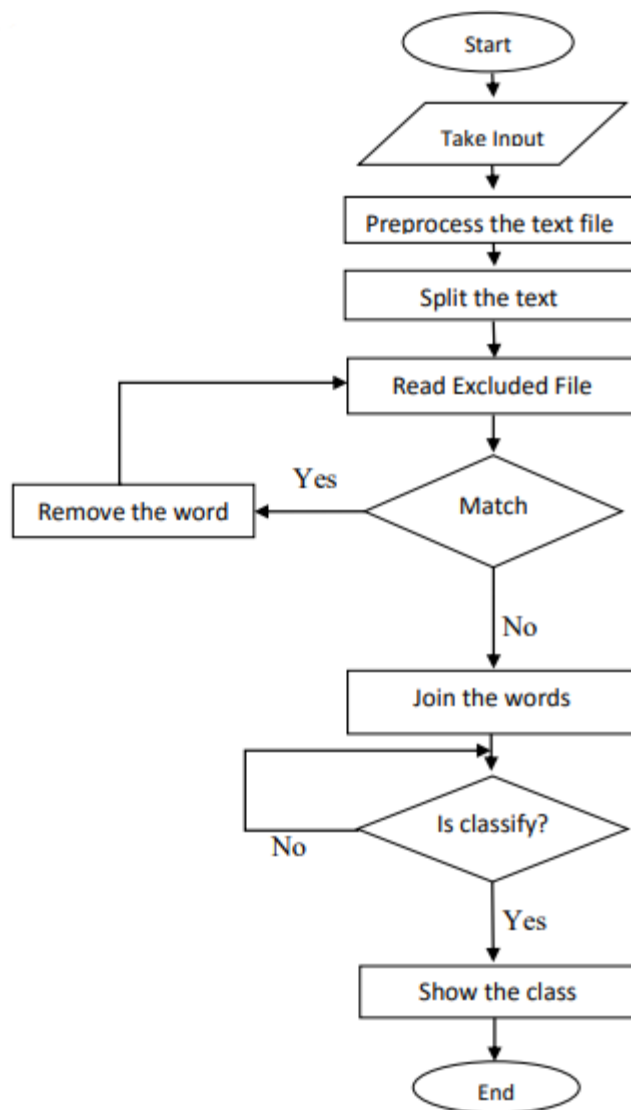 Start
Take Input
Preprocess the text file
Split the text
Read Excluded File
Yes
Match
Remove the word
No
Join the words
Is classify?
No
Yes
Show the class
End